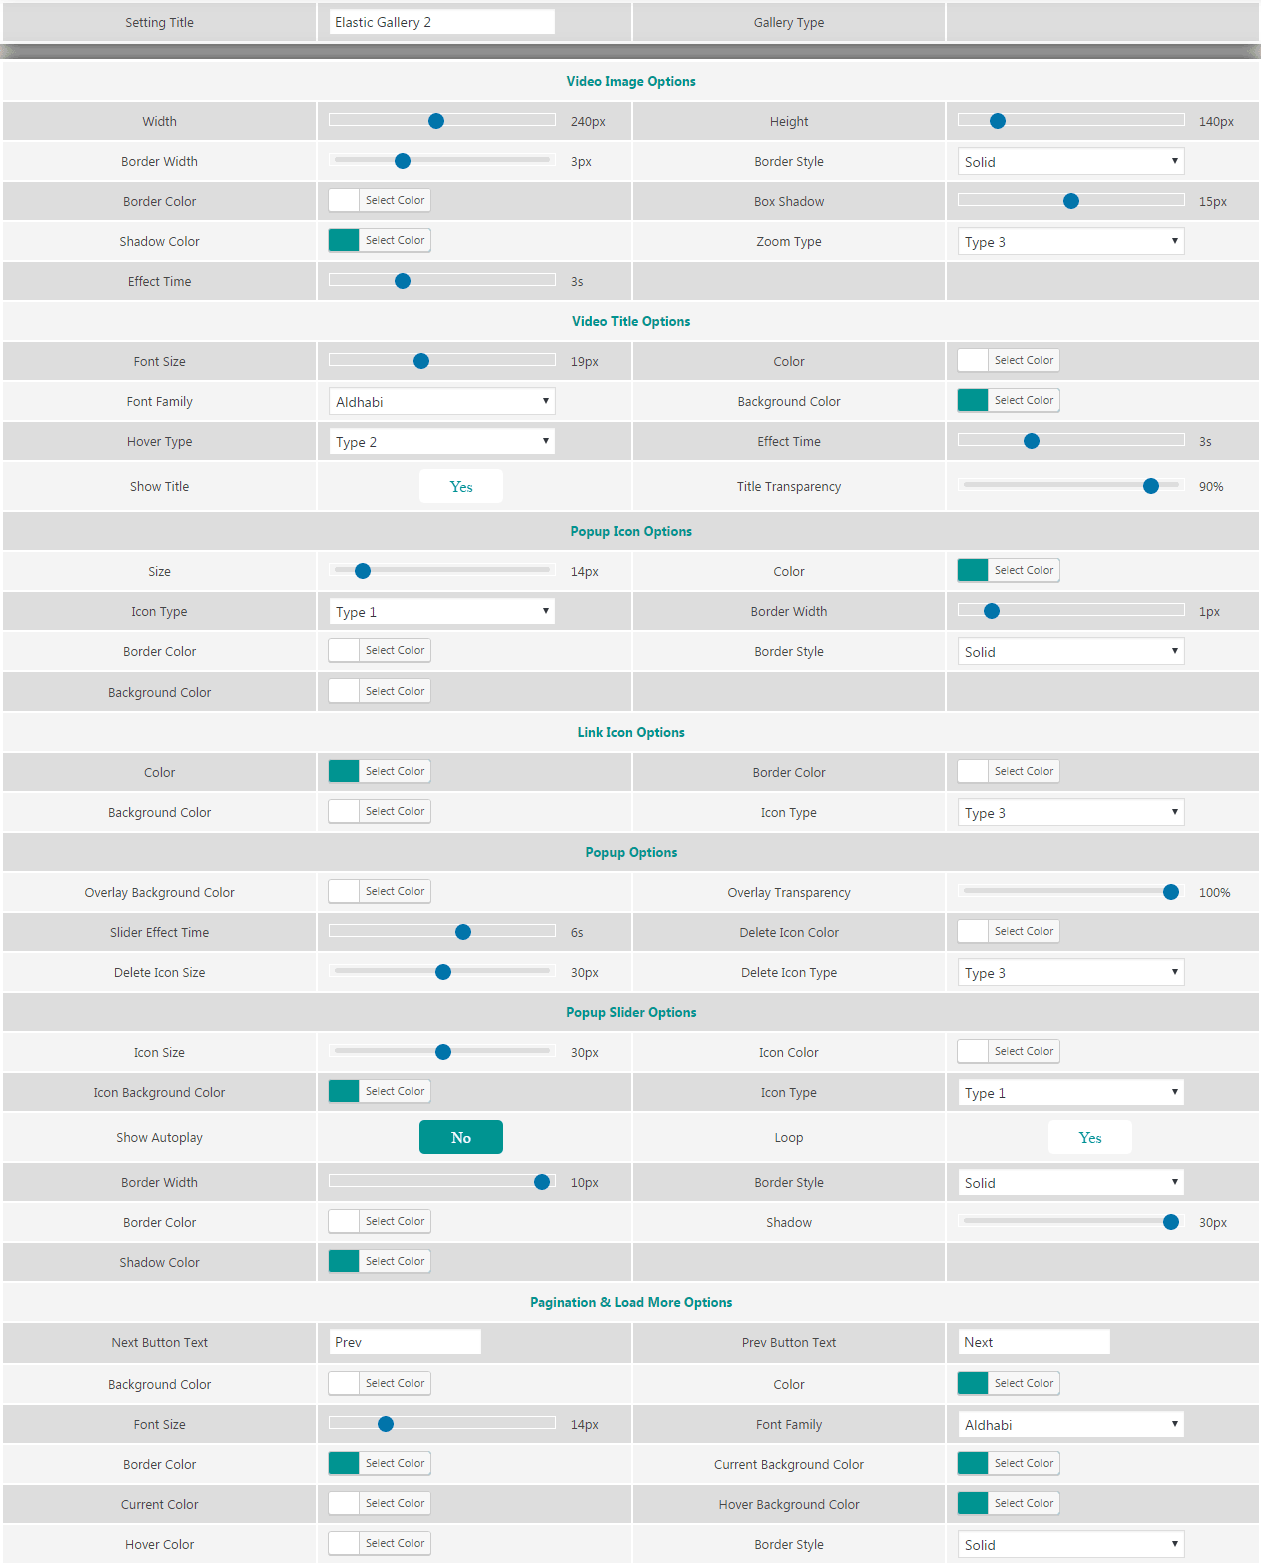 Setting Title Elastic Gallery 2 Gallery Type
Video Image Options
Width 240px Height 140px
Border Width 3px Border Style Solid
Border Color Select Color Box Shadow 15px
Shadow Color Select Color Zoom Type Type 3
Effect Time 3s
Video Title Options
Font Size 19px Color Select Color
Font Family Aldhabi Background Color Select Color
Hover Type Type 2 Effect Time 3s
Show Title Yes Title Transparency 90%
Popup Icon Options
Size 14px Color Select Color
Icon Type Type 1 Border Width 1px
Border Color Select Color Border Style Solid
Background Color Select Color
Link Icon Options
Color Select Color Border Color Select Color
Background Color Select Color Icon Type Type 3
Popup Options
Overlay Background Color Select Color Overlay Transparency 100%
Slider Effect Time 6s Delete Icon Color Select Color
Delete Icon Size 30px Delete Icon Type Type 3
Popup Slider Options
Icon Size 30px Icon Color Select Color
Icon Background Color Select Color Icon Type Type 1
Show Autoplay No Loop Yes
Border Width 10px Border Style Solid
Border Color Select Color Shadow 30px
Shadow Color Select Color
Pagination & Load More Options
Next Button Text Prev Prev Button Text Next
Background Color Select Color Color Select Color
Font Size 14px Font Family Aldhabi
Border Color Select Color Current Background Color Select Color
Current Color Select Color Hover Background Color Select Color
Hover Color Select Color Border Style Solid